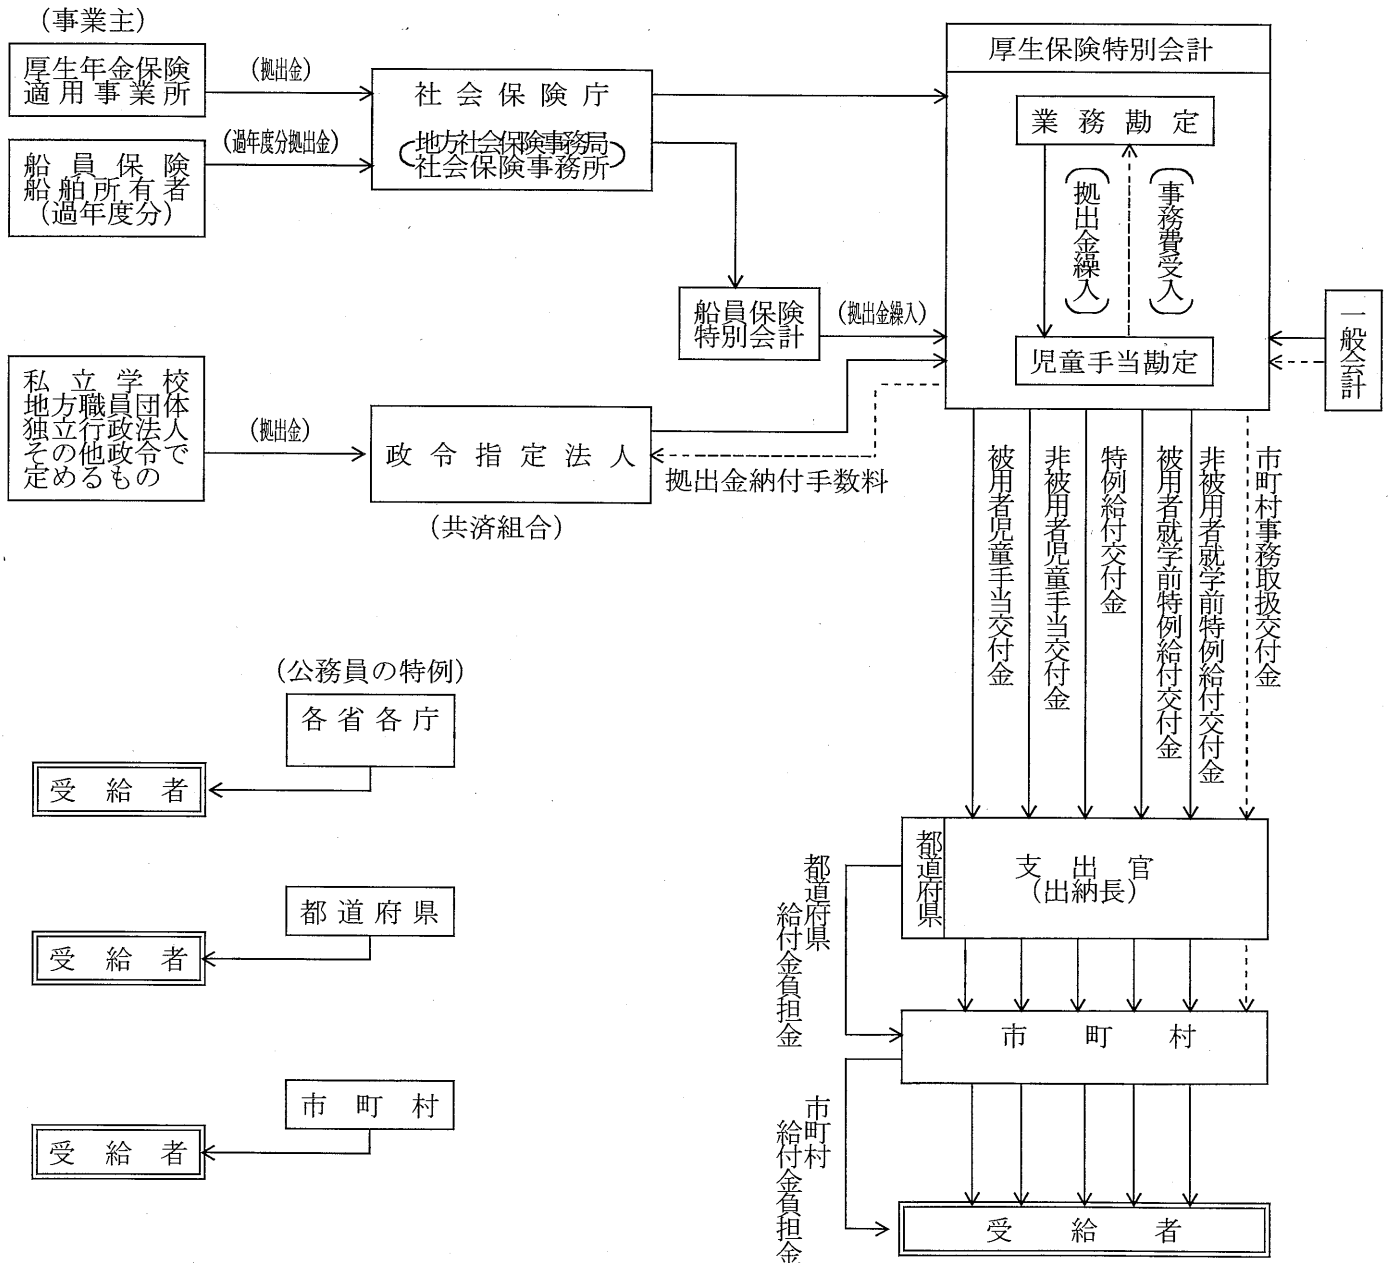 (事業主)
厚生年金保険
適用事業所
(拠出金)
船員保険
船舶所有者
(過年度分)
(過年度分拠出金)
社会保険庁
(地方社会保険事務局
社会保険事務所)
厚生保険特別会計
業務勘定
(拠出金繰入)
(事務費受入)
児童手当勘定
船員保険
特別会計
(拠出金繰入)
一般会計
私立学校
地方職員団体
独立行政法人
その他政令で
定めるもの
(拠出金)
政令指定法人
(共済組合)
拠出金納付手数料
被用者児童手当交付金
非被用者児童手当交付金
特例給付交付金
被用者就学前特例給付交付金
非被用者就学前特例給付交付金
市町村事務取扱交付金
(公務員の特例)
各省各庁
受給者
都道府県
受給者
市町村
受給者
都道府県
支出官
(出納長)
都道府県
給付金負担金
市町村
市町村
給付金負担金
受給者